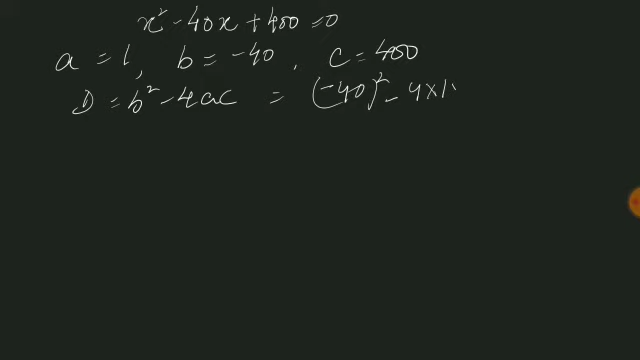 x² - 40x + 400 = 0
a = 1, b = -40, c = 400
D = b² - 4ac = (-40)² - 4×1